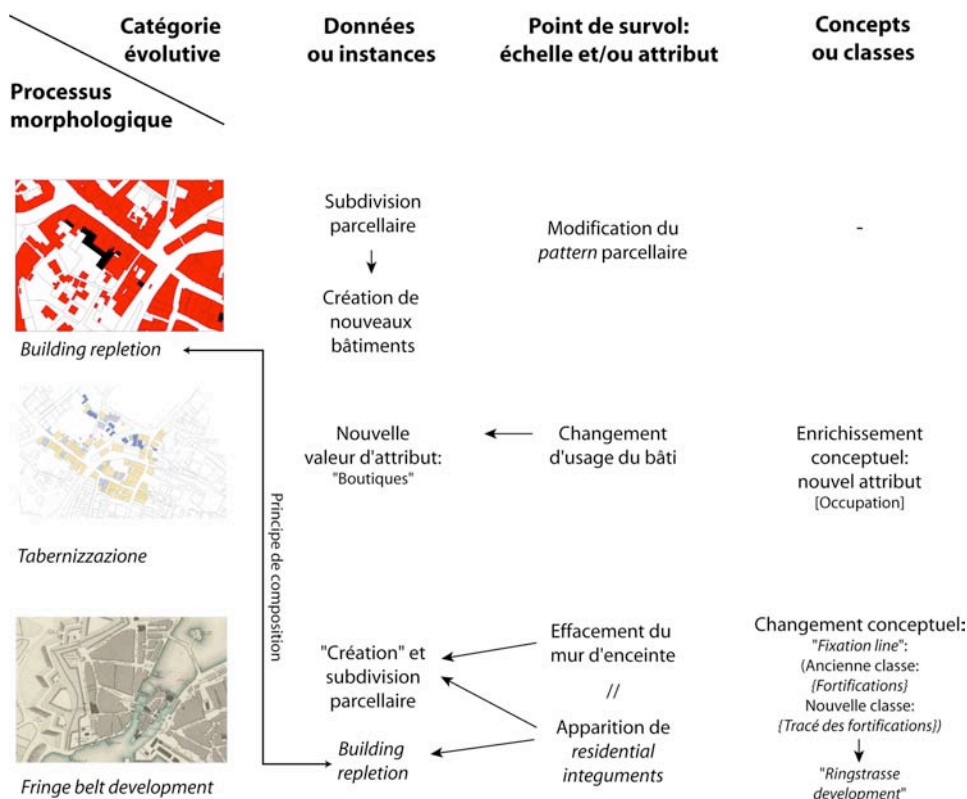 Catégorie
évolutive
Données
ou instances
Point de survol:
échelle et/ou attribut
Concepts
ou classes
Processus
morphologique
Subdivision
parcellaire
Création de
nouveaux
bâtiments
Modification du
pattern parcellaire
-
Building repletion
Nouvelle
valeur d'attribut:
"Boutiques"
Changement
d'usage du bâti
Enrichissement
conceptuel:
nouvel attribut
[Occupation]
Tabernizzazione
Principe de composition
"Création" et
subdivision
parcellaire
Building
repletion
Effacement du
mur d'enceinte
//
Apparition de
residential
integuments
Changement conceptuel:
"Fixation line":
(Ancienne classe:
{Fortifications}
Nouvelle classe:
{Tracé des fortifications})
"Ringstrasse
development"
Fringe belt development